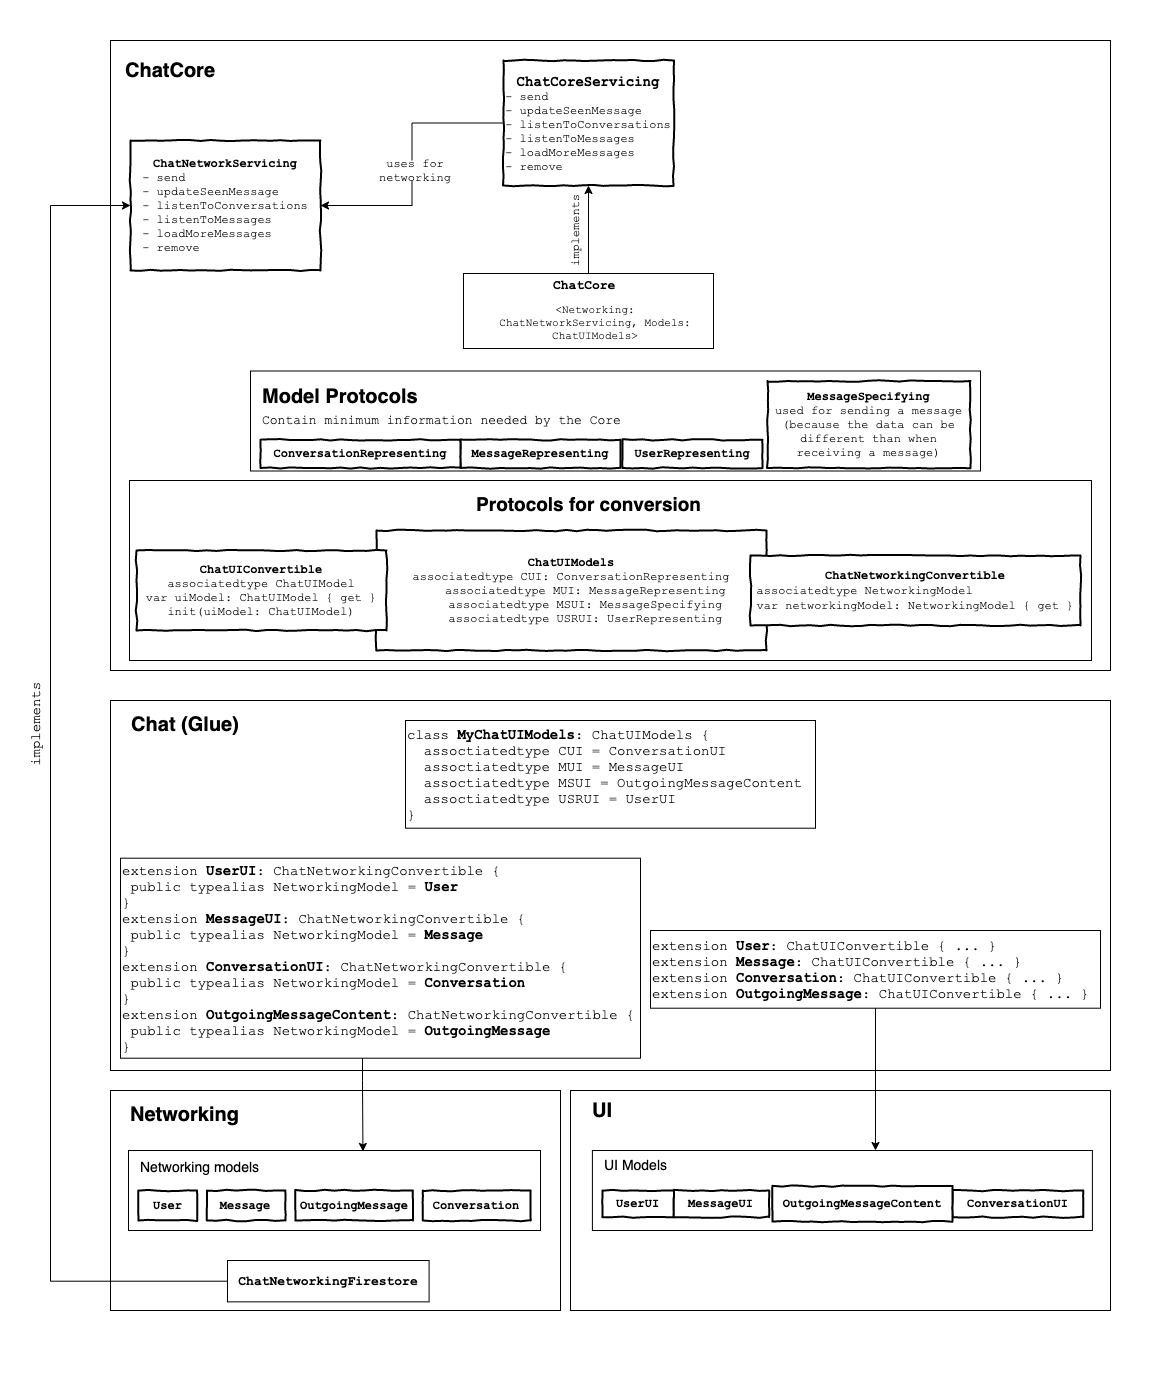 ChatCore
ChatCoreServicing
- send
- updateSeenMessage
- listenToConversations
- listenToMessages
- loadMoreMessages
- remove
ChatNetworkServicing
- send
- updateSeenMessage
- listenToConversations
- listenToMessages
- loadMoreMessages
- remove
uses for
networking
implements
ChatCore
<Networking:
ChatNetworkServicing, Models:
ChatUIModels>
Model Protocols
Contain minimum information needed by the Core
ConversationRepresenting
MessageRepresenting
UserRepresenting
MessageSpecifying
used for sending a message
(because the data can be
different than when
receiving a message)
Protocols for conversion
ChatUIConvertible
associatedtype ChatUIModel
var uiModel: ChatUIModel { get }
init(uiModel: ChatUIModel)
ChatUIModels
associatedtype CUI: ConversationRepresenting
associatedtype MUI: MessageRepresenting
associatedtype MSUI: MessageSpecifying
associatedtype USRUI: UserRepresenting
ChatNetworkingConvertible
associatedtype NetworkingModel
var networkingModel: NetworkingModel { get }
implements
Chat (Glue)
class MyChatUIModels: ChatUIModels {
assoctiatedtype CUI = ConversationUI
assoctiatedtype MUI = MessageUI
assoctiatedtype MSUI = OutgoingMessageContent
assoctiatedtype USRUI = UserUI
}
extension UserUI: ChatNetworkingConvertible {
public typealias NetworkingModel = User
}
extension MessageUI: ChatNetworkingConvertible {
public typealias NetworkingModel = Message
}
extension ConversationUI: ChatNetworkingConvertible {
public typealias NetworkingModel = Conversation
}
extension OutgoingMessageContent: ChatNetworkingConvertible {
public typealias NetworkingModel = OutgoingMessage
}
extension User: ChatUIConvertible { ... }
extension Message: ChatUIConvertible { ... }
extension Conversation: ChatUIConvertible { ... }
extension OutgoingMessage: ChatUIConvertible { ... }
Networking
Networking models
User
Message
OutgoingMessage
Conversation
ChatNetworkingFirestore
UI
UI Models
UserUI
MessageUI
OutgoingMessageContent
ConversationUI